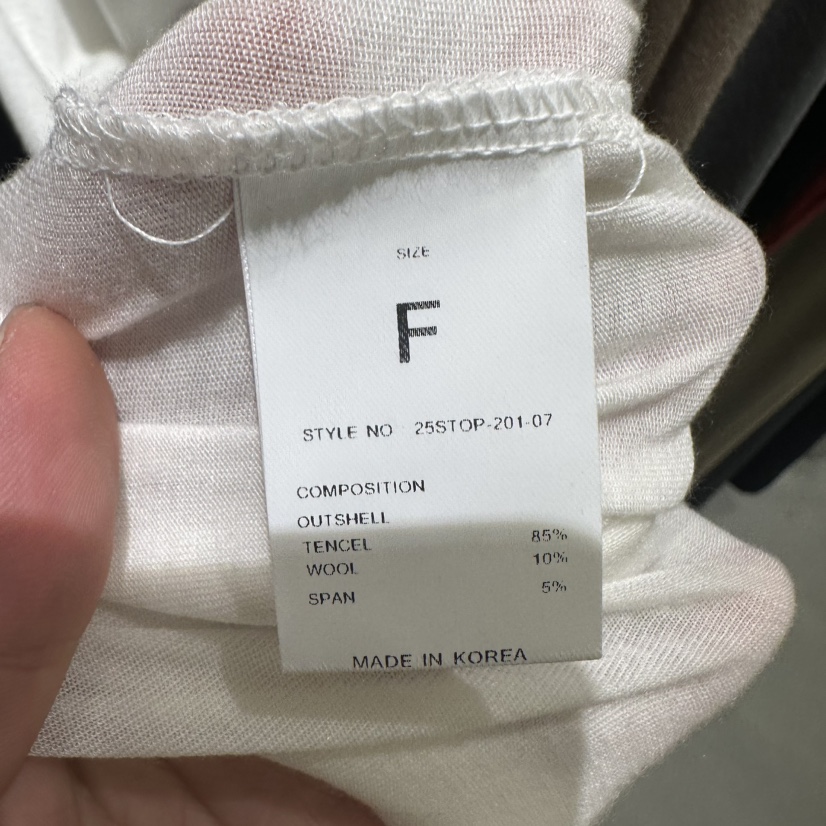 SIZE
F
STYLE NO 25STOP-201-07
COMPOSITION
OUTSHELL
TENCEL 85%
WOOL 10%
SPAN 5%
MADE IN KOREA